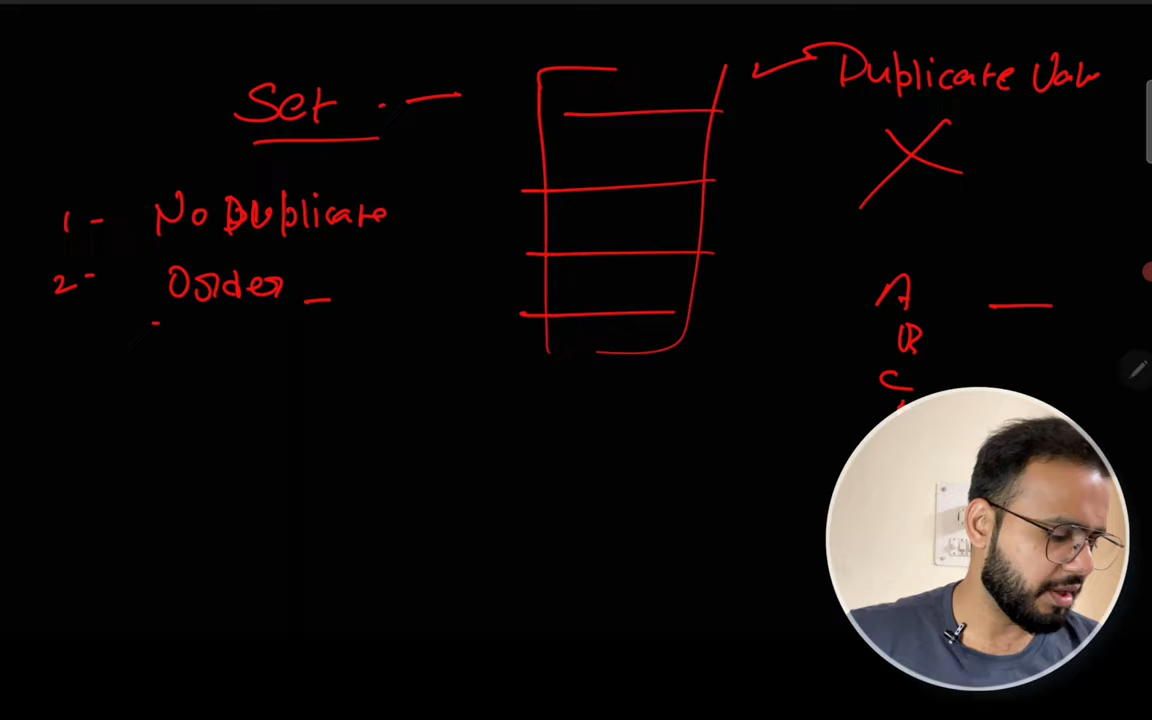 Set
1- No Duplicate
2- Order
Duplicate Val
A
B
C